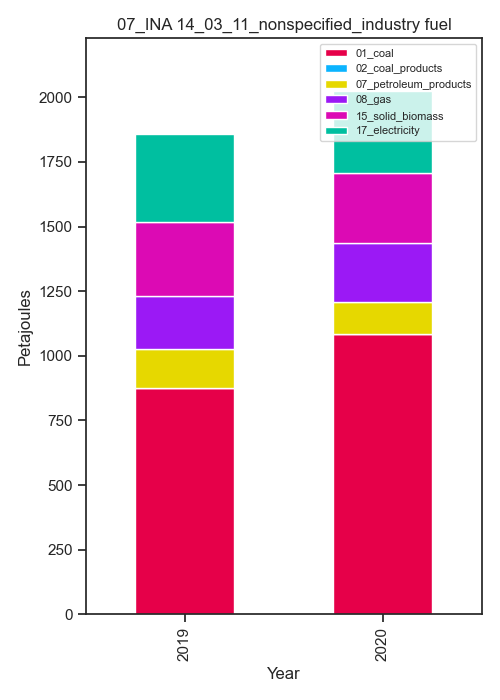 07_INA 14_03_11_nonspecified_industry fuel
01_coal
02_coal_products
07_petroleum_products
08_gas
15_solid_biomass
17_electricity
2000
1750
1500
1250
1000
750
500
250
0
Petajoules
2019
2020
Year